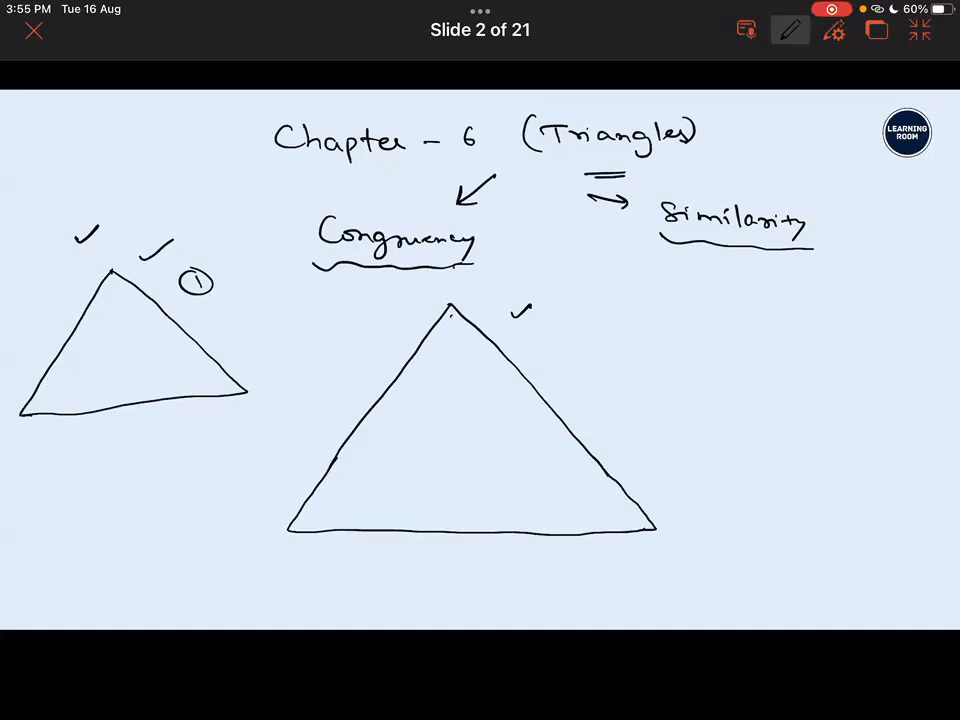 3:55 PM Tue 16 Aug
60%
Slide 2 of 21
LEARNING
ROOM
Chapter - 6 (Triangles)
Congruency
Similarity
1